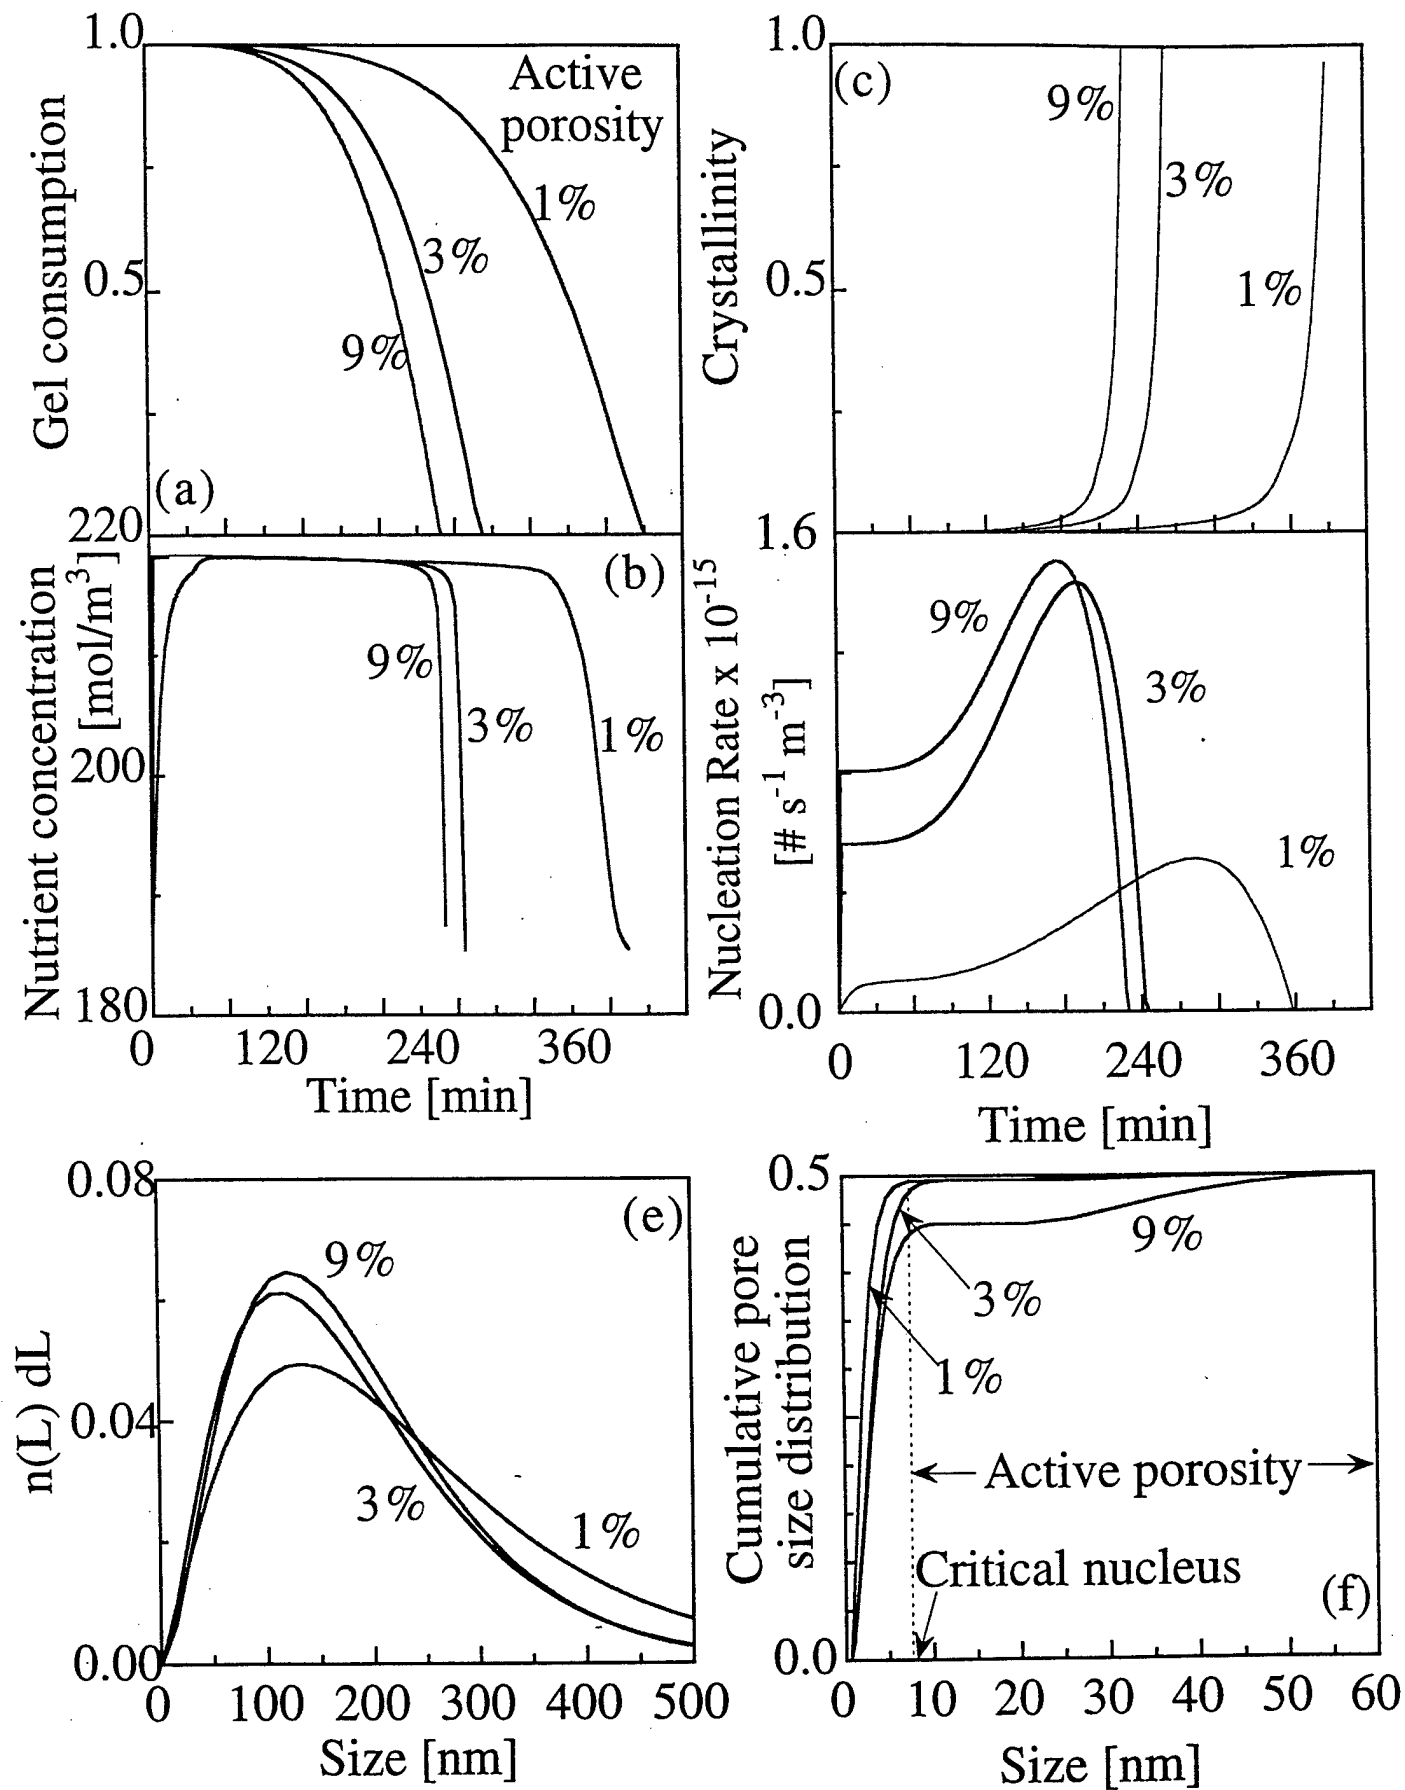 1.0
Active
porosity
Gel consumption
1%
3%
0.5
9%
(a)
220
1.0
(c)
9%
Crystallinity
3%
0.5
1%
1.6
Nutrient concentration
[mol/m³]
(b)
9%
3%
1%
200
180
0
120
240
360
Time [min]
Nucleation Rate x 10⁻¹⁵
[# s⁻¹ m⁻³]
9%
3%
1%
0.0
0
120
240
360
Time [min]
0.08
(e)
9%
n(L) dL
0.04
3%
1%
0.00
0
100
200
300
400
500
Size [nm]
0.5
Cumulative pore
size distribution
9%
3%
1%
Active porosity
Critical nucleus
(f)
0.0
0
10
20
30
40
50
60
Size [nm]